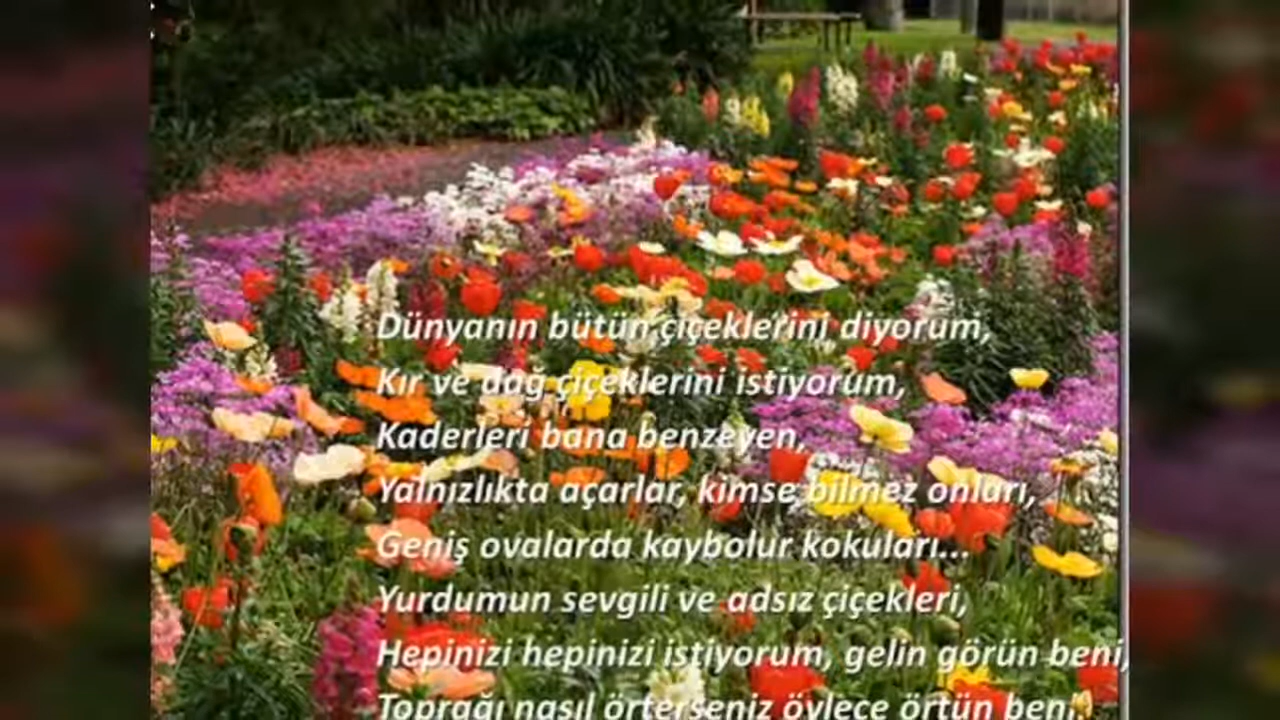 Dünyanın bütün çiçeklerini diyorum,
Kır ve dağ çiçeklerini istiyorum,
Kaderleri bana benzeyen,
Yalnızlıkta açarlar, kimse bilmez onları,
Geniş ovalarda kaybolur kokuları...
Yurdumun sevgili ve adsız çiçekleri,
Hepinizi hepinizi istiyorum, gelin görün beni,
Toprağı nasıl örterseniz öylece örtün beni.